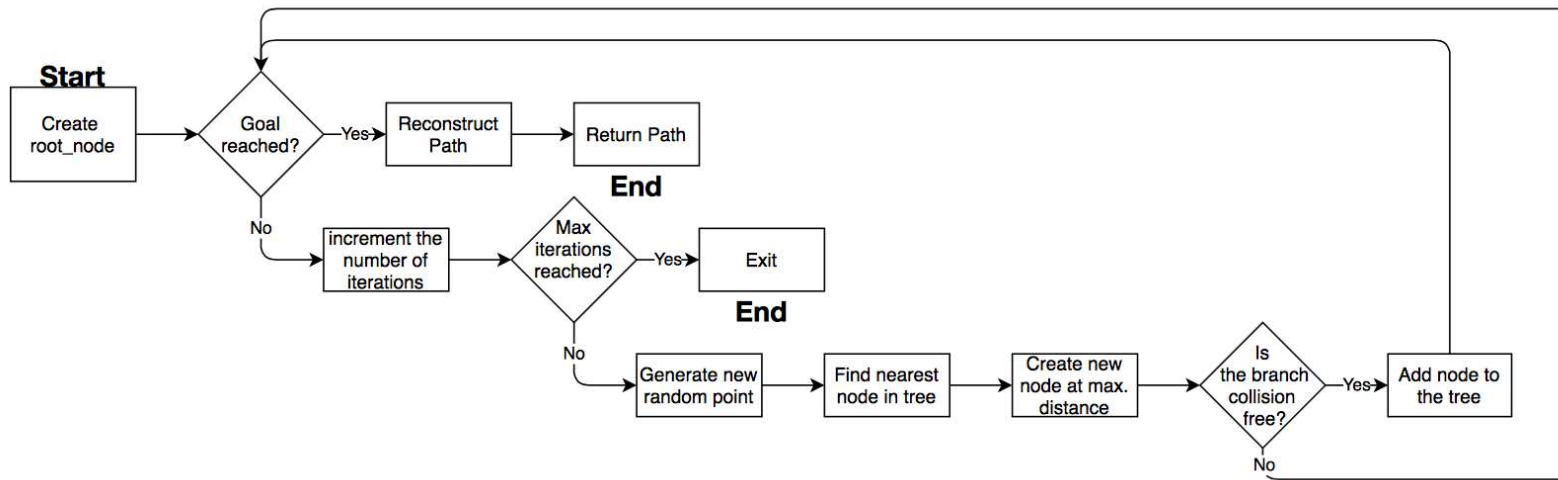 Start
Create
root_node
Goal
reached?
Yes
Reconstruct
Path
Return Path
End
No
increment the
number of
iterations
Max
iterations
reached?
Yes
Exit
End
No
Generate new
random point
Find nearest
node in tree
Create new
node at max.
distance
Is
the branch
collision
free?
Yes
Add node to
the tree
No